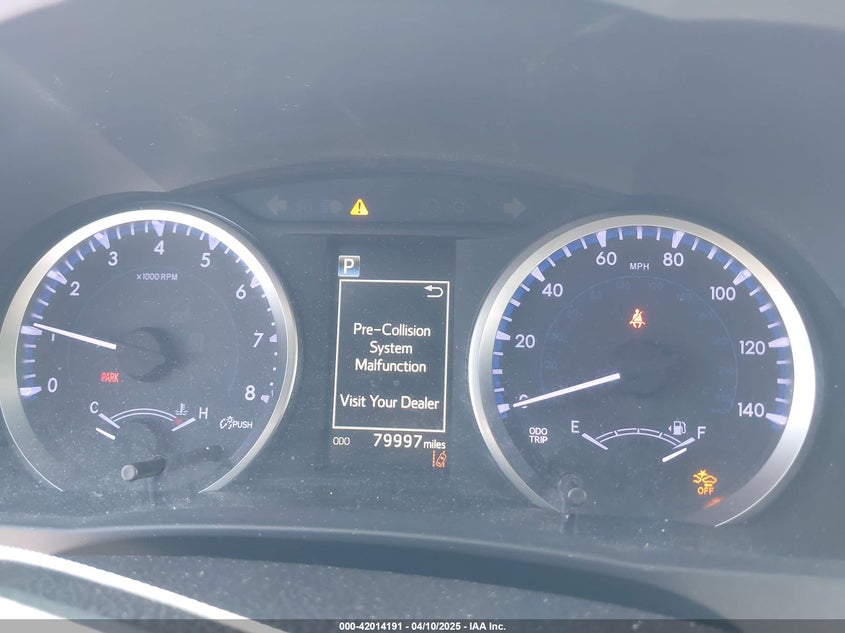 4
3 5
x1000 RPM
2 6
1 7
PARK
0 8
C H
PUSH
P
Pre-Collision
System
Malfunction
Visit Your Dealer
ODO 79997 miles
60 80
MPH
40 100
20 120
0 140
ODO
TRIP
E F
OFF
000-42014191 - 04/10/2025 - IAA Inc.